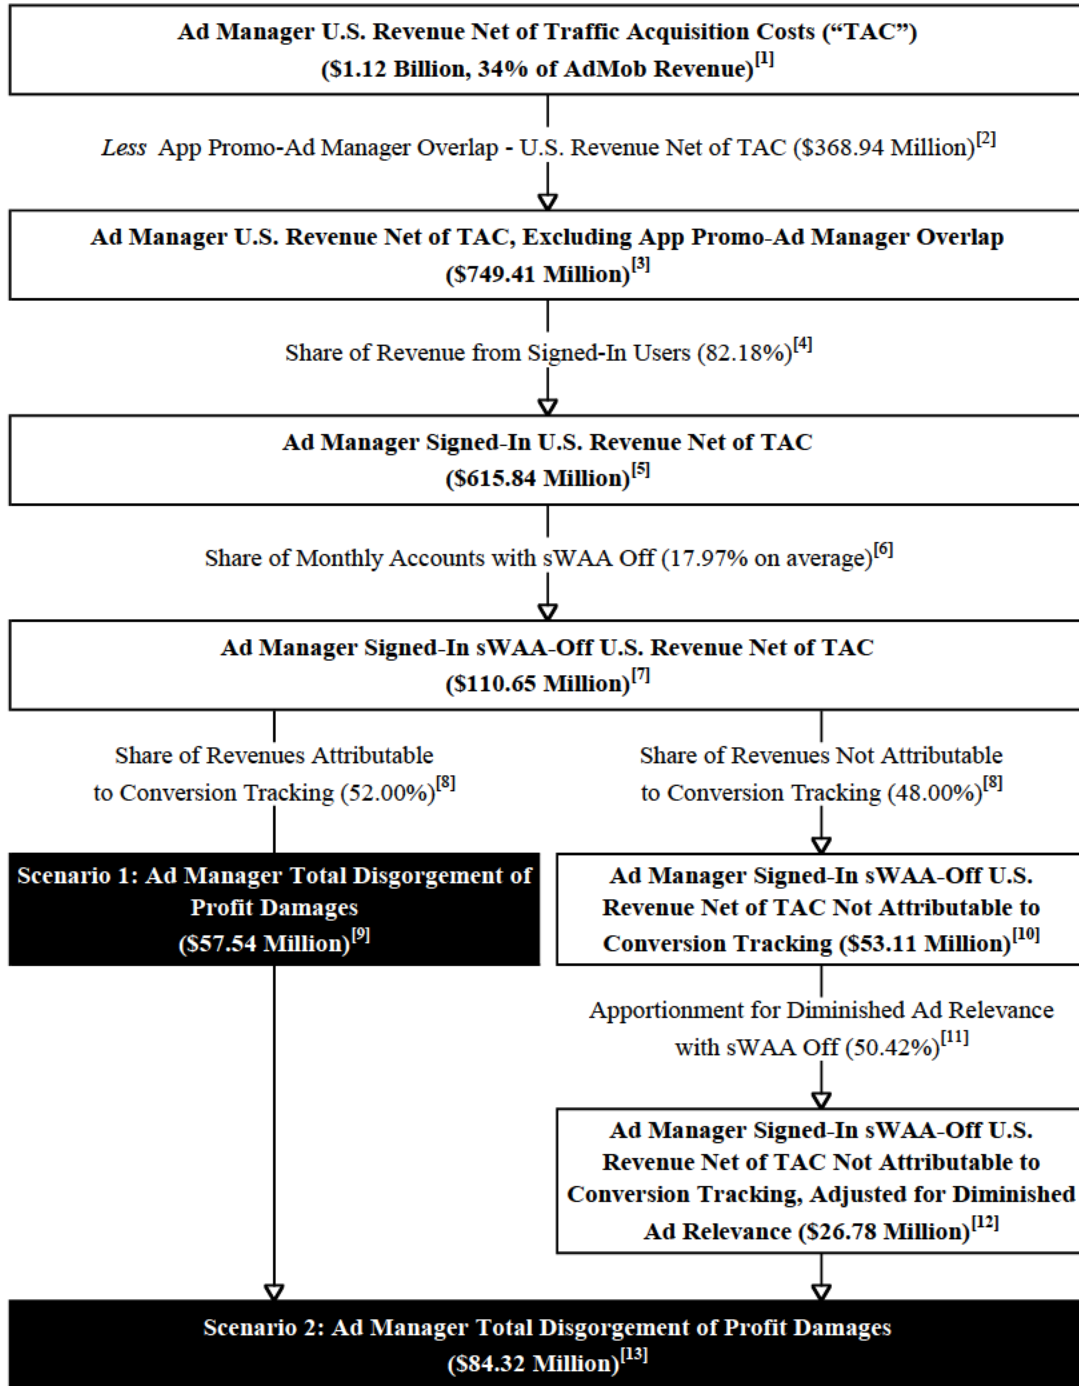 Ad Manager U.S. Revenue Net of Traffic Acquisition Costs (“TAC”)
($1.12 Billion, 34% of AdMob Revenue)[1]
Less App Promo-Ad Manager Overlap - U.S. Revenue Net of TAC ($368.94 Million)[2]
Ad Manager U.S. Revenue Net of TAC, Excluding App Promo-Ad Manager Overlap
($749.41 Million)[3]
Share of Revenue from Signed-In Users (82.18%)[4]
Ad Manager Signed-In U.S. Revenue Net of TAC
($615.84 Million)[5]
Share of Monthly Accounts with sWAA Off (17.97% on average)[6]
Ad Manager Signed-In sWAA-Off U.S. Revenue Net of TAC
($110.65 Million)[7]
Share of Revenues Attributable
to Conversion Tracking (52.00%)[8]
Share of Revenues Not Attributable
to Conversion Tracking (48.00%)[8]
Scenario 1: Ad Manager Total Disgorgement of
Profit Damages
($57.54 Million)[9]
Ad Manager Signed-In sWAA-Off U.S.
Revenue Net of TAC Not Attributable to
Conversion Tracking ($53.11 Million)[10]
Apportionment for Diminished Ad Relevance
with sWAA Off (50.42%)[11]
Ad Manager Signed-In sWAA-Off U.S.
Revenue Net of TAC Not Attributable to
Conversion Tracking, Adjusted for Diminished
Ad Relevance ($26.78 Million)[12]
Scenario 2: Ad Manager Total Disgorgement of Profit Damages
($84.32 Million)[13]